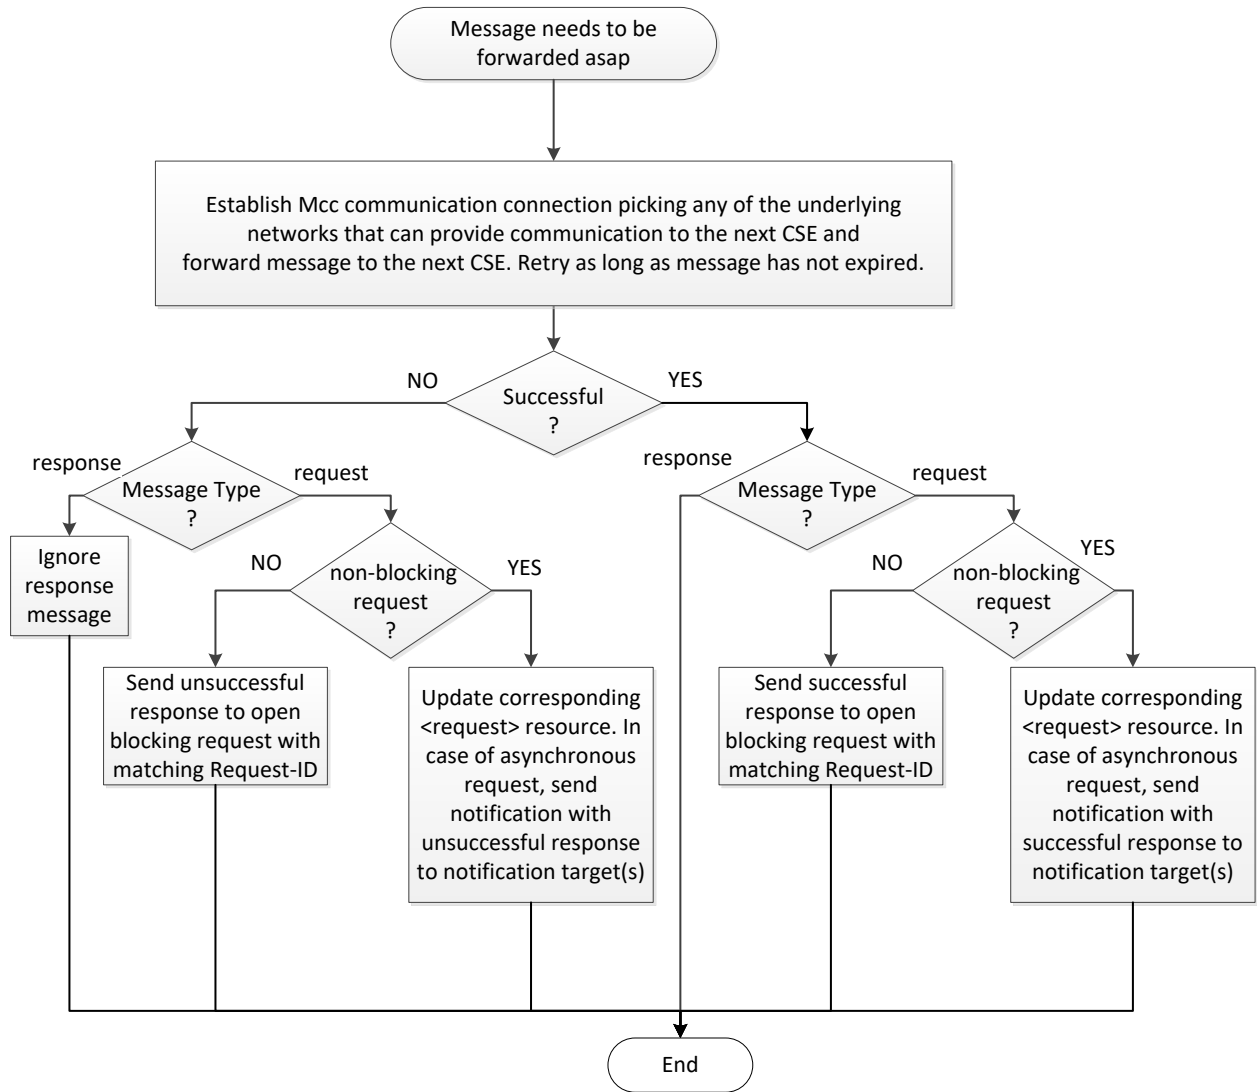 Message needs to be
forwarded asap
Establish Mcc communication connection picking any of the underlying
networks that can provide communication to the next CSE and
forward message to the next CSE. Retry as long as message has not expired.
NO
YES
Successful
?
response
request
Message Type
?
response
request
Message Type
?
Ignore
response
message
NO
YES
non-blocking
request
?
NO
YES
non-blocking
request
?
Send unsuccessful
response to open
blocking request with
matching Request-ID
Update corresponding
<request> resource. In
case of asynchronous
request, send
notification with
unsuccessful response
to notification target(s)
Send successful
response to open
blocking request with
matching Request-ID
Update corresponding
<request> resource. In
case of asynchronous
request, send
notification with
successful response to
notification target(s)
End